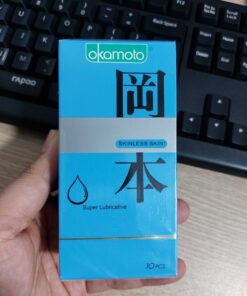 okamoto
岡
SKINLESS SKIN
本
Super Lubricative
10 PCS
RAPOO